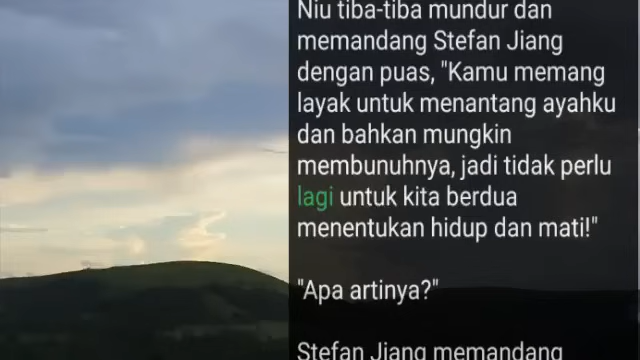 Niu tiba-tiba mundur dan
memandang Stefan Jiang
dengan puas, "Kamu memang
layak untuk menantang ayahku
dan bahkan mungkin
membunuhnya, jadi tidak perlu
lagi untuk kita berdua
menentukan hidup dan mati!"
"Apa artinya?"
Stefan Jiang memandang